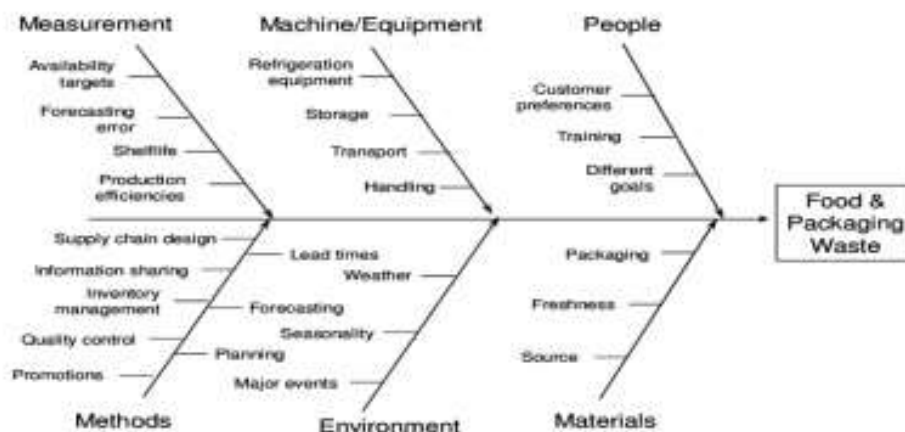 Measurement
Machine/Equipment
People
Availability
targets
Forecasting
error
Shelflife
Production
efficiencies
Refrigeration
equipment
Storage
Transport
Handling
Customer
preferences
Training
Different
goals
Food &
Packaging
Waste
Supply chain design
Information sharing
Inventory
management
Quality control
Promotions
Lead times
Forecasting
Planning
Weather
Seasonality
Major events
Packaging
Freshness
Source
Methods
Environment
Materials